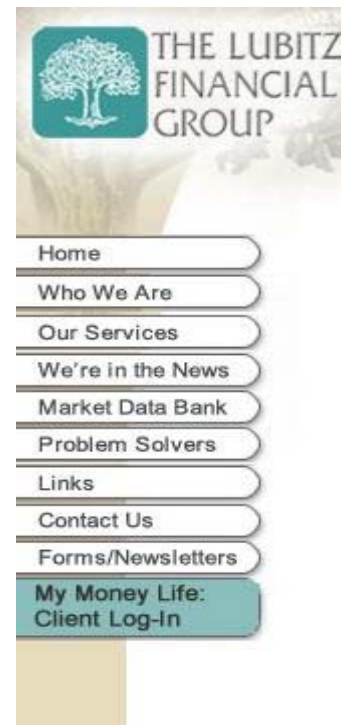 THE LUBITZ
FINANCIAL
GROUP
Home
Who We Are
Our Services
We're in the News
Market Data Bank
Problem Solvers
Links
Contact Us
Forms/Newsletters
My Money Life:
Client Log-In